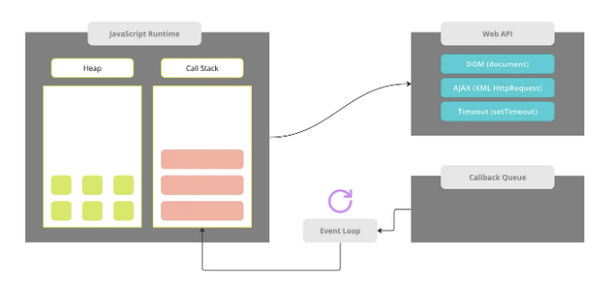 JavaScript Runtime
Heap
Call Stack
Web API
DOM (document)
AJAX (XML HttpRequest)
Timeout (setTimeout)
Callback Queue
Event Loop